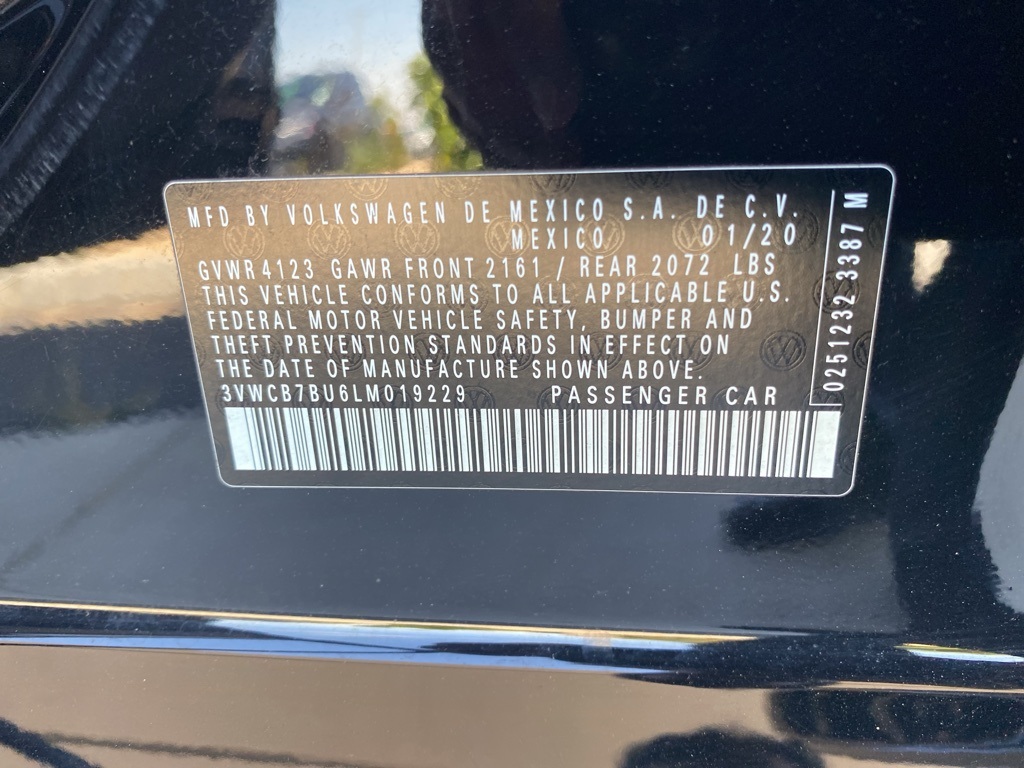 MFD BY VOLKSWAGEN DE MEXICO S.A. DE C.V.
MEXICO 01/20
GVWR 4123 GAWR FRONT 2161 / REAR 2072 LBS
THIS VEHICLE CONFORMS TO ALL APPLICABLE U.S.
FEDERAL MOTOR VEHICLE SAFETY, BUMPER AND
THEFT PREVENTION STANDARDS IN EFFECT ON
THE DATE OF MANUFACTURE SHOWN ABOVE.
3VWCB7BU6LM019229 PASSENGER CAR
0251232 3387 M